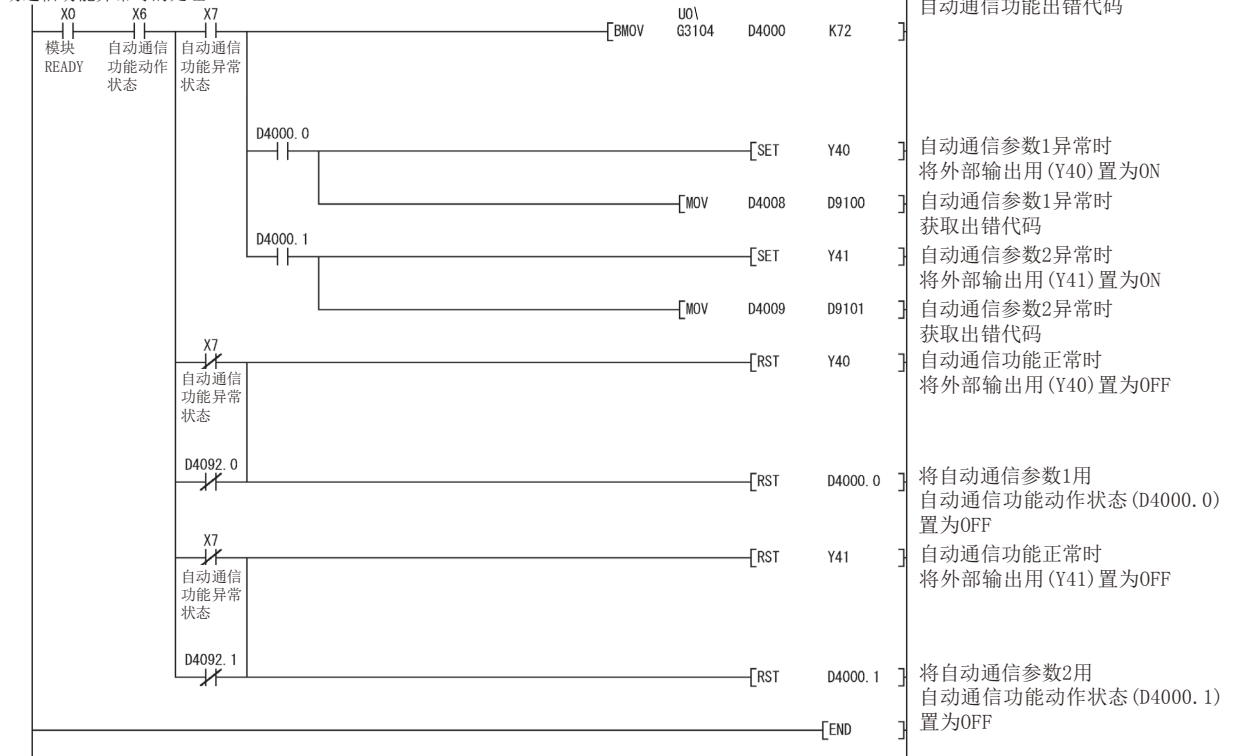 自动通信功能出错代码
X0 X6 X7
模块 READY
自动通信功能动作状态
自动通信功能异常状态
BMOV U0\G3104 D4000 K72
D4000.0
SET Y40
自动通信参数1异常时
将外部输出用(Y40)置为ON
MOV D4008 D9100
自动通信参数1异常时
获取出错代码
D4000.1
SET Y41
自动通信参数2异常时
将外部输出用(Y41)置为ON
MOV D4009 D9101
自动通信参数2异常时
获取出错代码
X7
自动通信
功能异常
状态
RST Y40
自动通信功能正常时
将外部输出用(Y40)置为OFF
D4092.0
RST D4000.0
将自动通信参数1用
自动通信功能动作状态(D4000.0)
置为OFF
X7
自动通信
功能异常
状态
RST Y41
自动通信功能正常时
将外部输出用(Y41)置为OFF
D4092.1
RST D4000.1
将自动通信参数2用
自动通信功能动作状态(D4000.1)
置为OFF
END